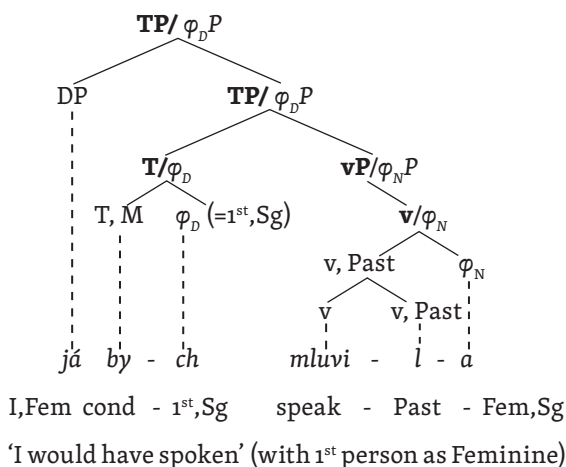 TP/ φDP
DP TP/ φDP
T/φD vP/φNP
T, M φD (=1st,Sg) v/φN
v, Past φN
v v, Past
já by - ch mluvi - l - a
I,Fem cond - 1st,Sg speak - Past - Fem,Sg
‘I would have spoken’ (with 1st person as Feminine)